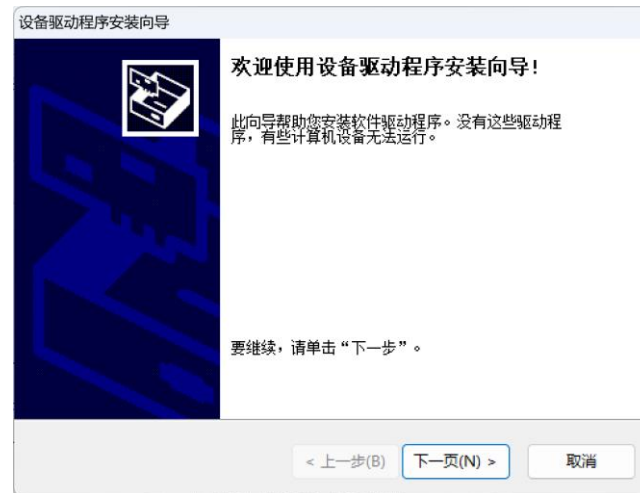 设备驱动程序安装向导
欢迎使用设备驱动程序安装向导!
此向导帮助您安装软件驱动程序。没有这些驱动程
序，有些计算机设备无法运行。
要继续，请单击“下一步”。
< 上一步(B)
下一页(N) >
取消